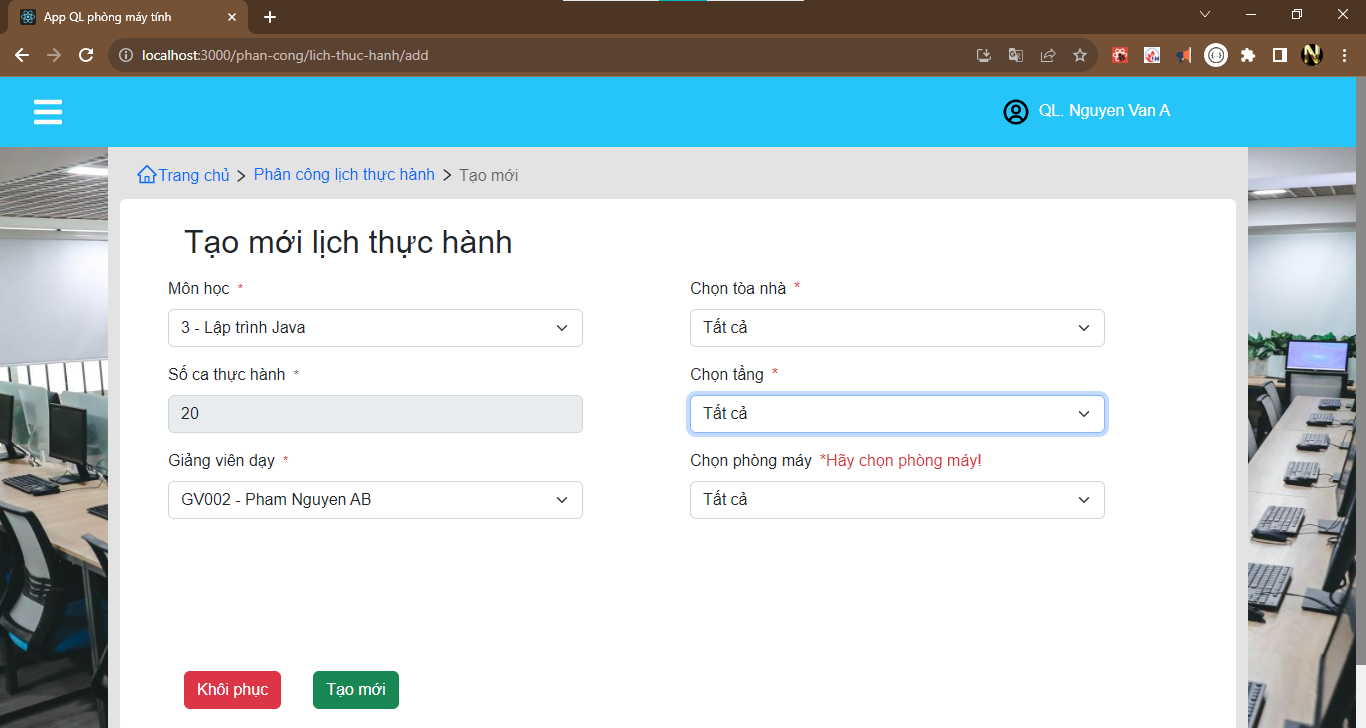 App QL phòng máy tính
localhost:3000/phan-cong/lich-thuc-hanh/add
QL. Nguyen Van A
Trang chủ > Phân công lịch thực hành > Tạo mới
Tạo mới lịch thực hành
Môn học *
Chọn tòa nhà *
3 - Lập trình Java
Tất cả
Số ca thực hành *
Chọn tầng *
20
Tất cả
Giảng viên dạy *
Chọn phòng máy *Hãy chọn phòng máy!
GV002 - Pham Nguyen AB
Tất cả
Khôi phục
Tạo mới